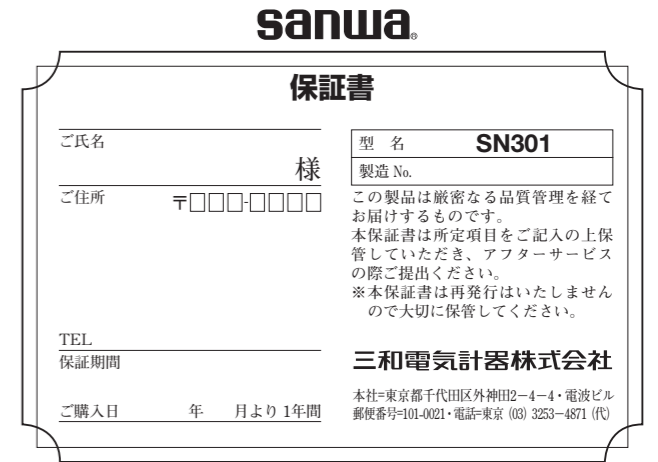 sanwa®
保証書
ご氏名
様
ご住所 〒□□□-□□□□
TEL
保証期間
ご購入日 年 月より1年間
型 名 SN301
製造 No.
この製品は厳密なる品質管理を経て
お届けするものです。
本保証書は所定項目をご記入の上保
管していただき、アフターサービス
の際ご提出ください。
※本保証書は再発行はいたしません
ので大切に保管してください。
三和電気計器株式会社
本社=東京都千代田区外神田2−4−4・電波ビル
郵便番号=101-0021・電話=東京 (03) 3253−4871 (代)